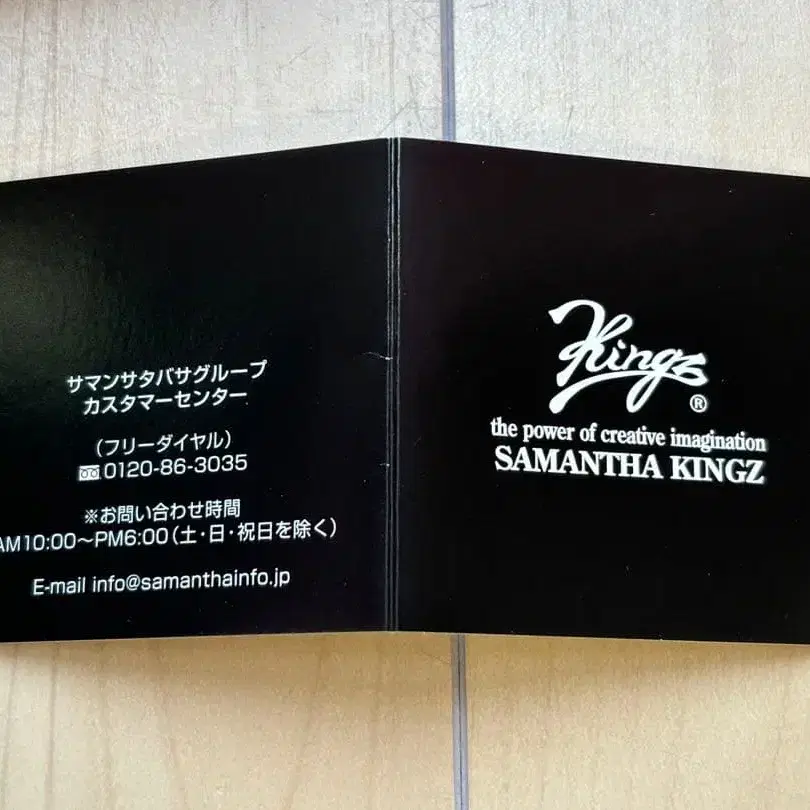 サマンサタバサグループ
カスタマーセンター
（フリーダイヤル）
0120-86-3035
※お問い合わせ時間
AM10:00～PM6:00（土・日・祝日を除く）
E-mail info@samanthainfo.jp
Kingz
®
the power of creative imagination
SAMANTHA KINGZ